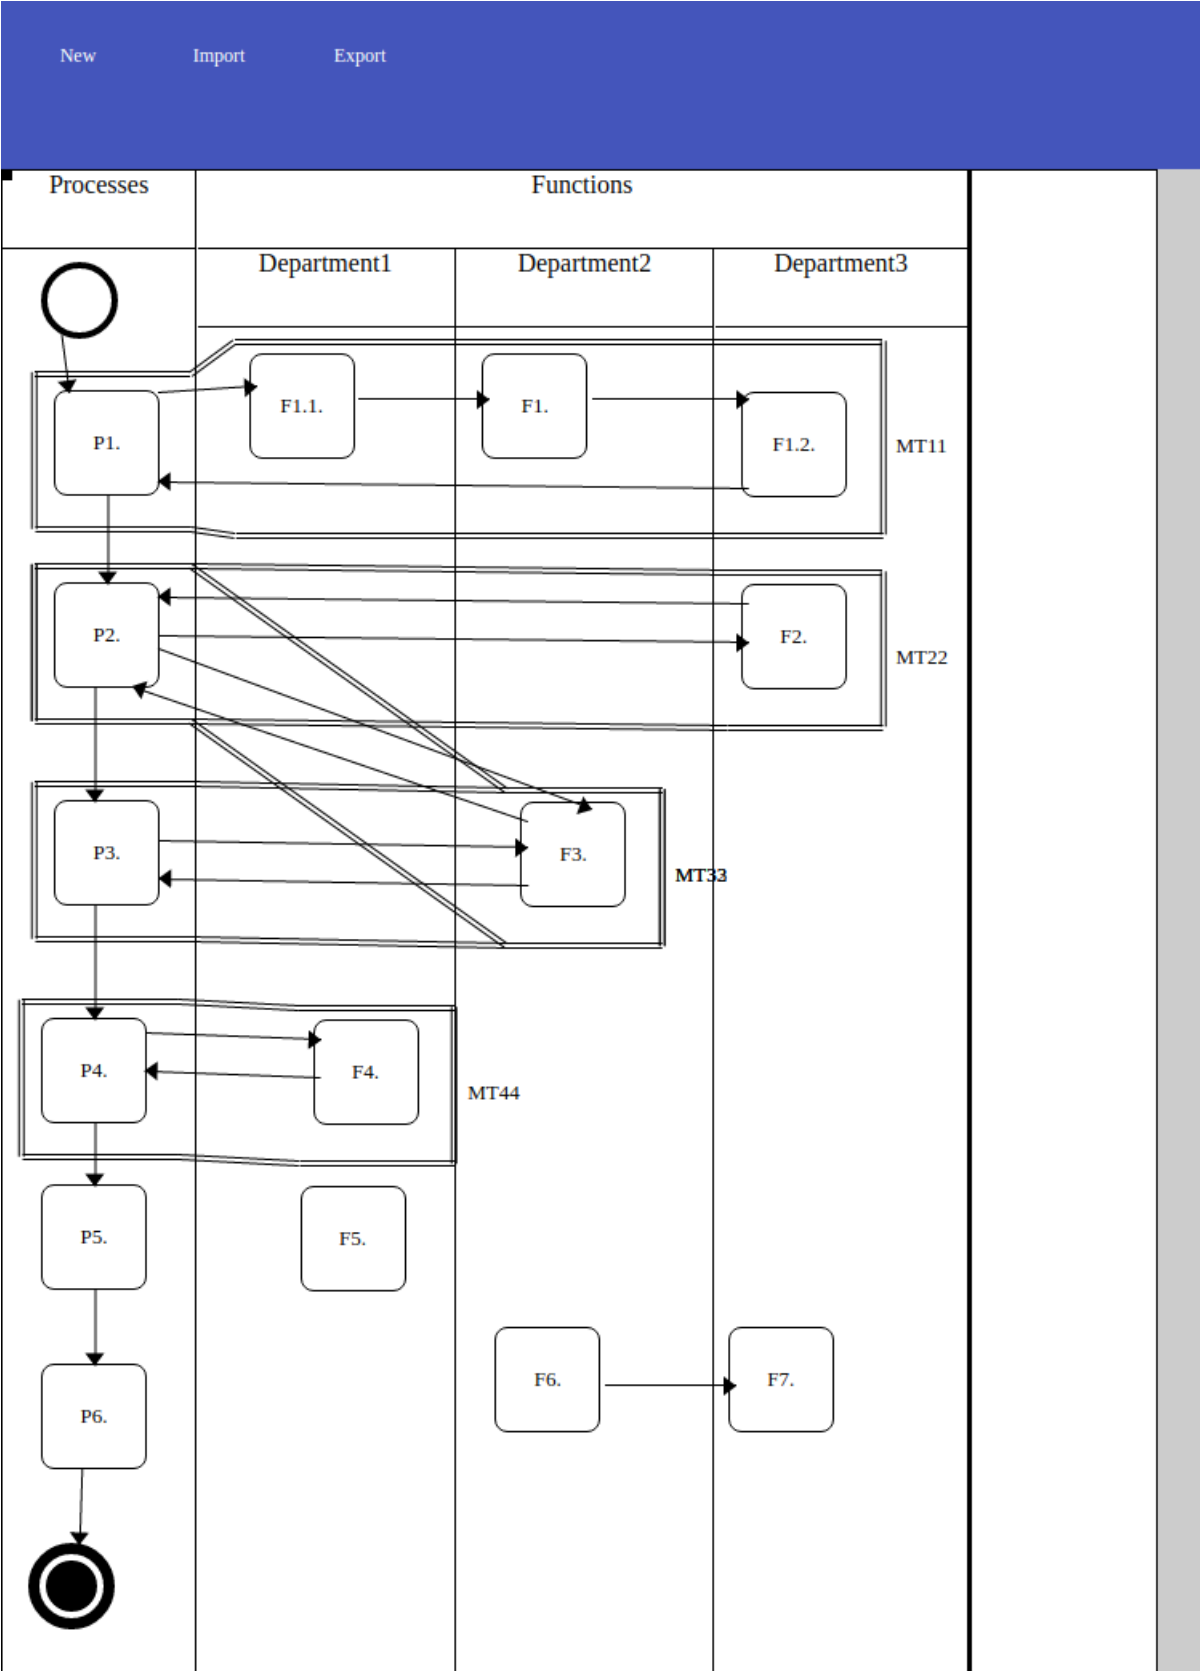 New Import Export
Processes
Functions
Department1
Department2
Department3
P1.
F1.1.
F1.
F1.2.
MT11
P2.
F2.
MT22
P3.
F3.
P4.
F4.
MT44
P5.
F5.
F6.
F7.
P6.